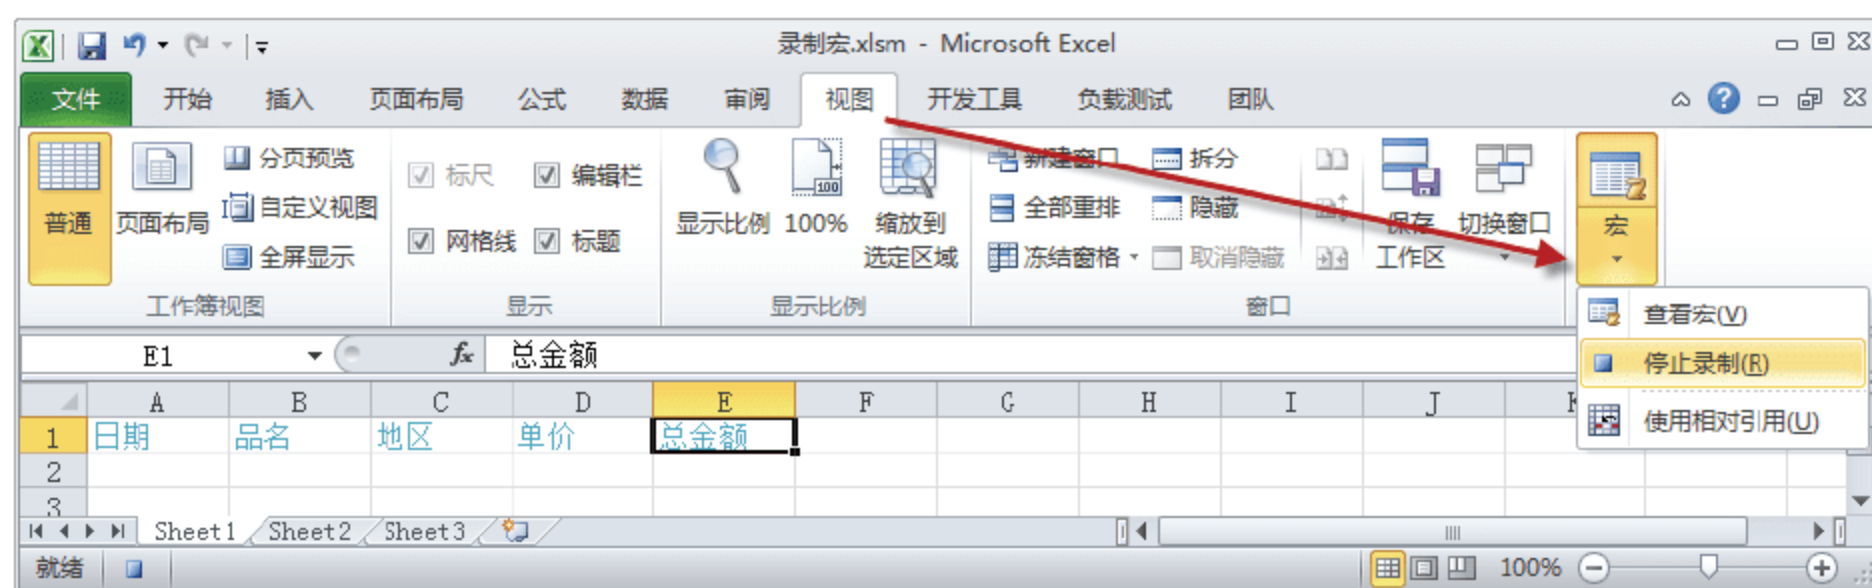 录制宏.xlsm - Microsoft Excel
文件 开始 插入 页面布局 公式 数据 审阅 视图 开发工具 负载测试 团队
普通
页面布局
分页预览
自定义视图
全屏显示
工作簿视图
标尺 编辑栏
网格线 标题
显示
显示比例
100%
缩放到
选定区域
显示比例
新建窗口 拆分
全部重排 隐藏
冻结窗格 取消隐藏
保存
工作区
切换窗口
窗口
宏
查看宏(V)
停止录制(R)
使用相对引用(U)
E1 fx 总金额
A B C D E F G H I J K
1 日期 品名 地区 单价 总金额
2
3
Sheet1 Sheet2 Sheet3
就绪 100%